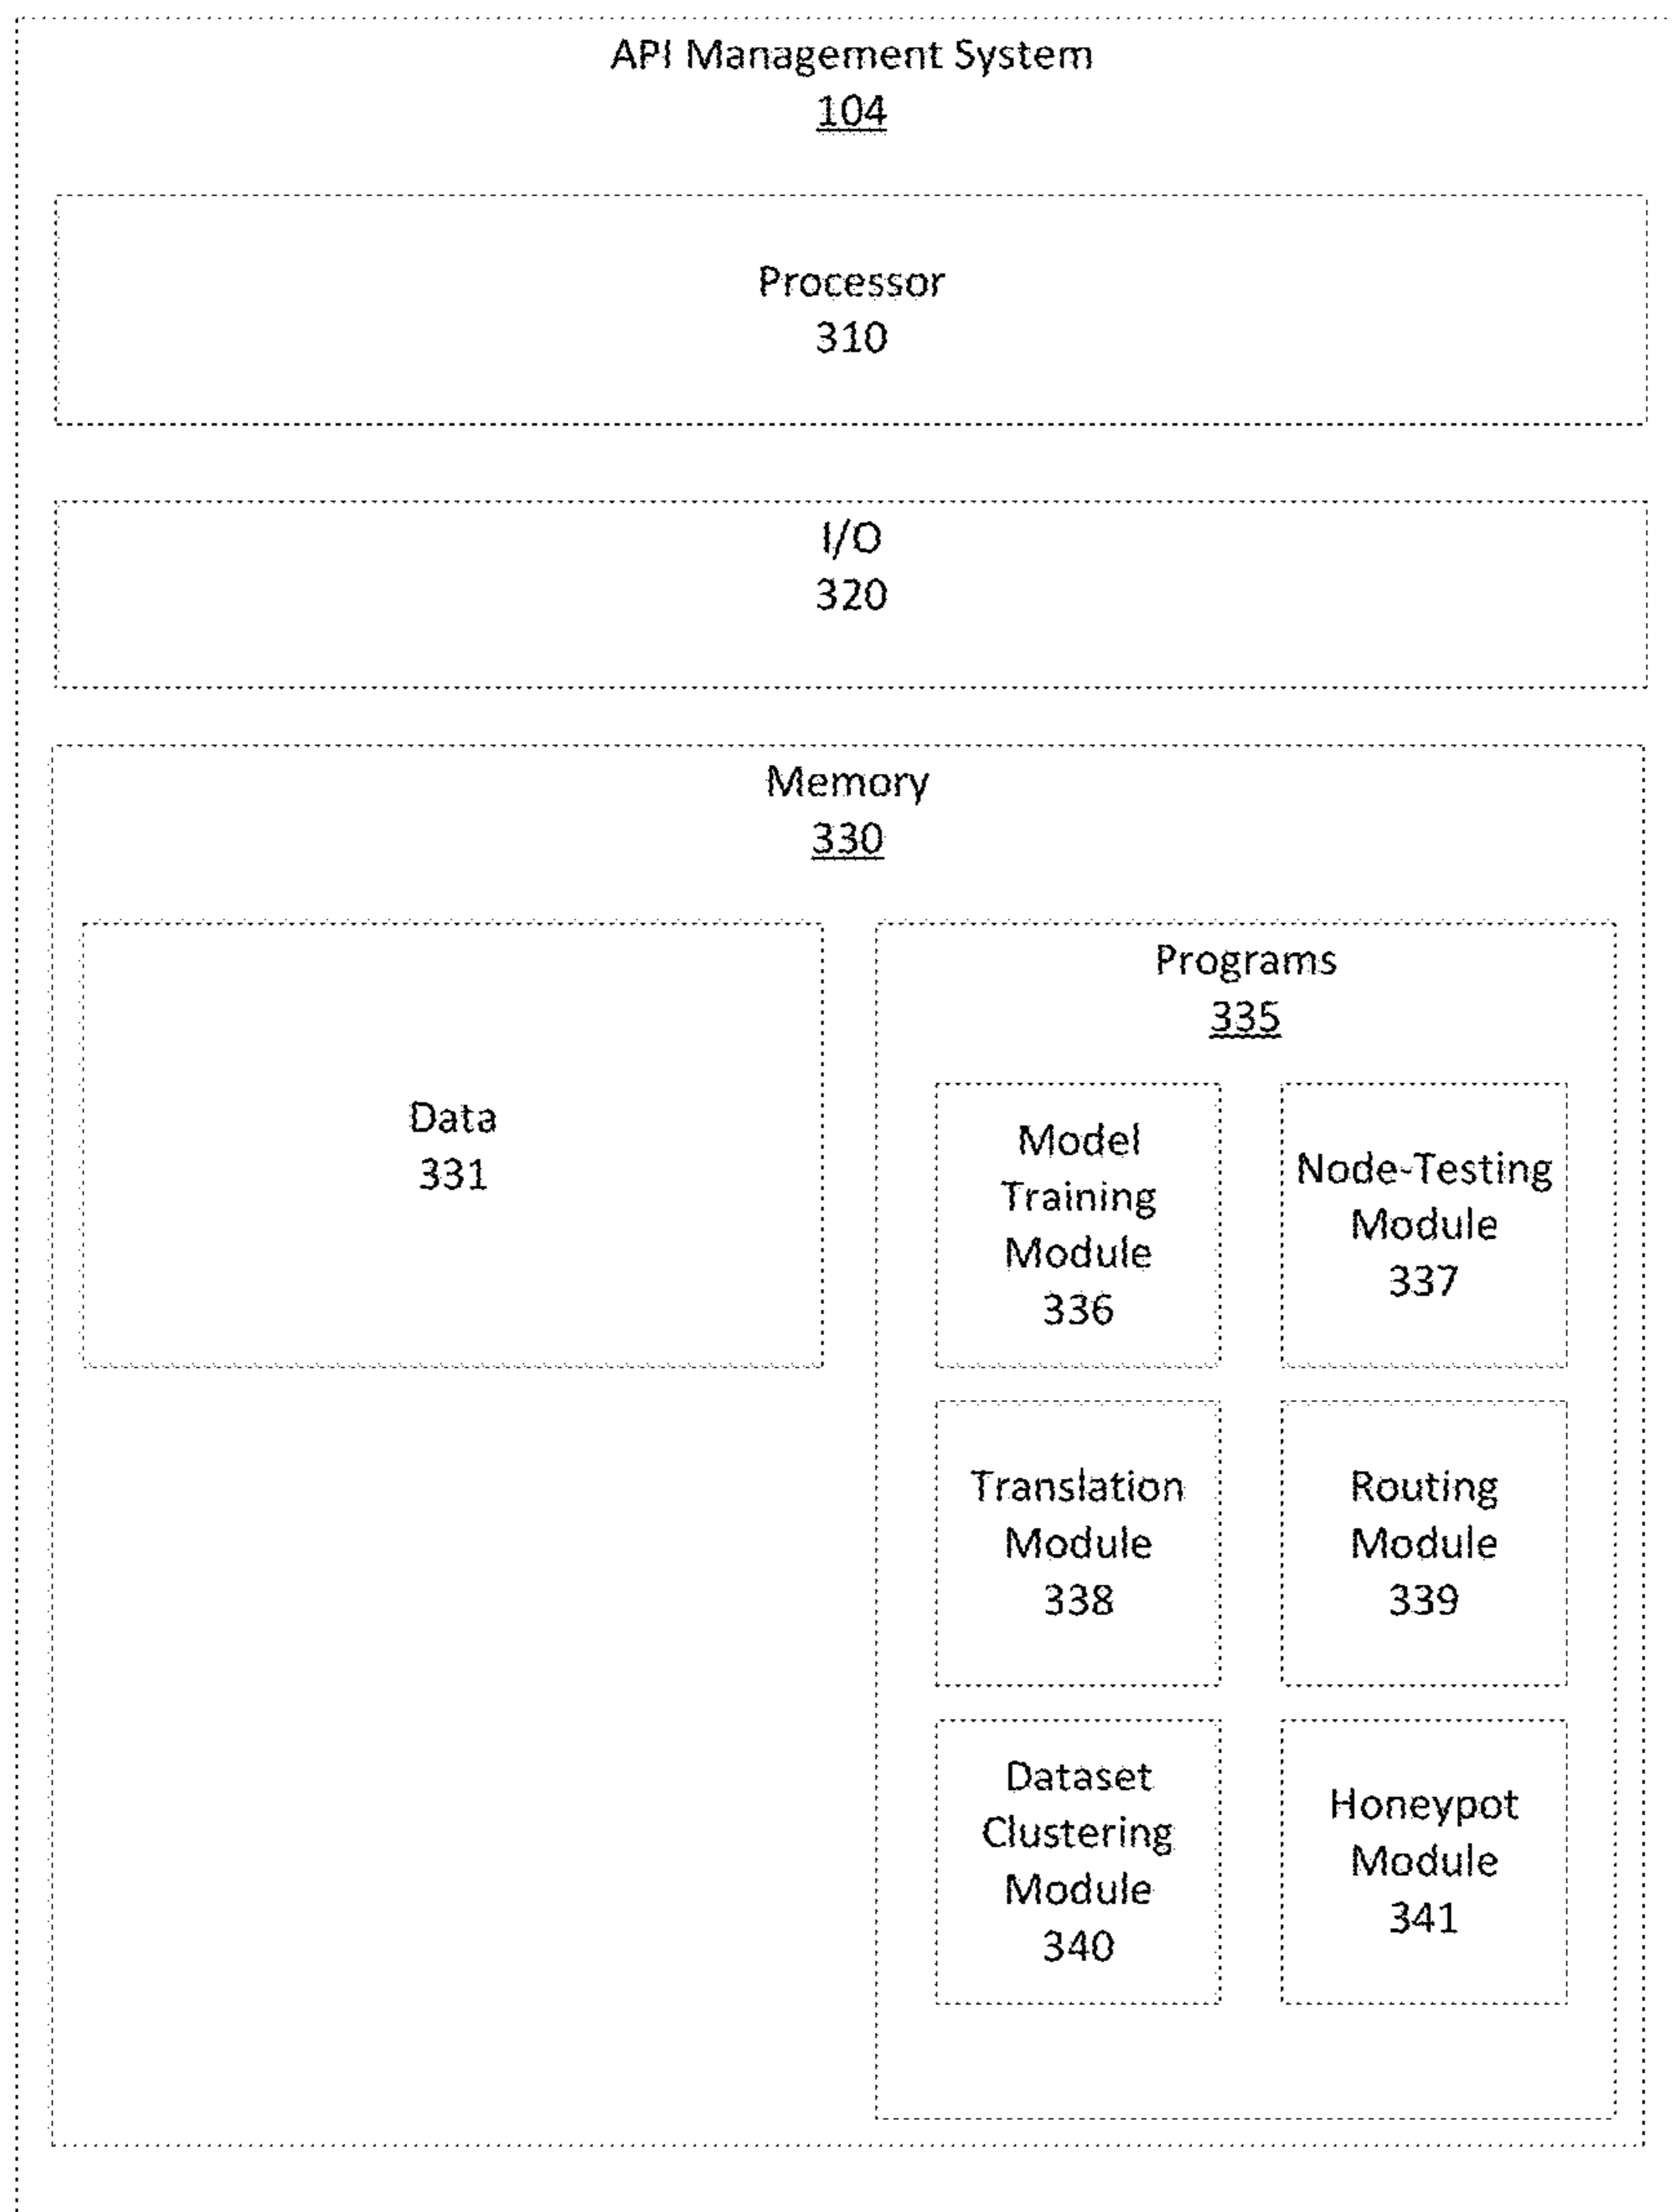 API Management System
104
Processor
310
I/O
320
Memory
330
Data
331
Programs
335
Model
Training
Module
336
Node-Testing
Module
337
Translation
Module
338
Routing
Module
339
Dataset
Clustering
Module
340
Honeypot
Module
341